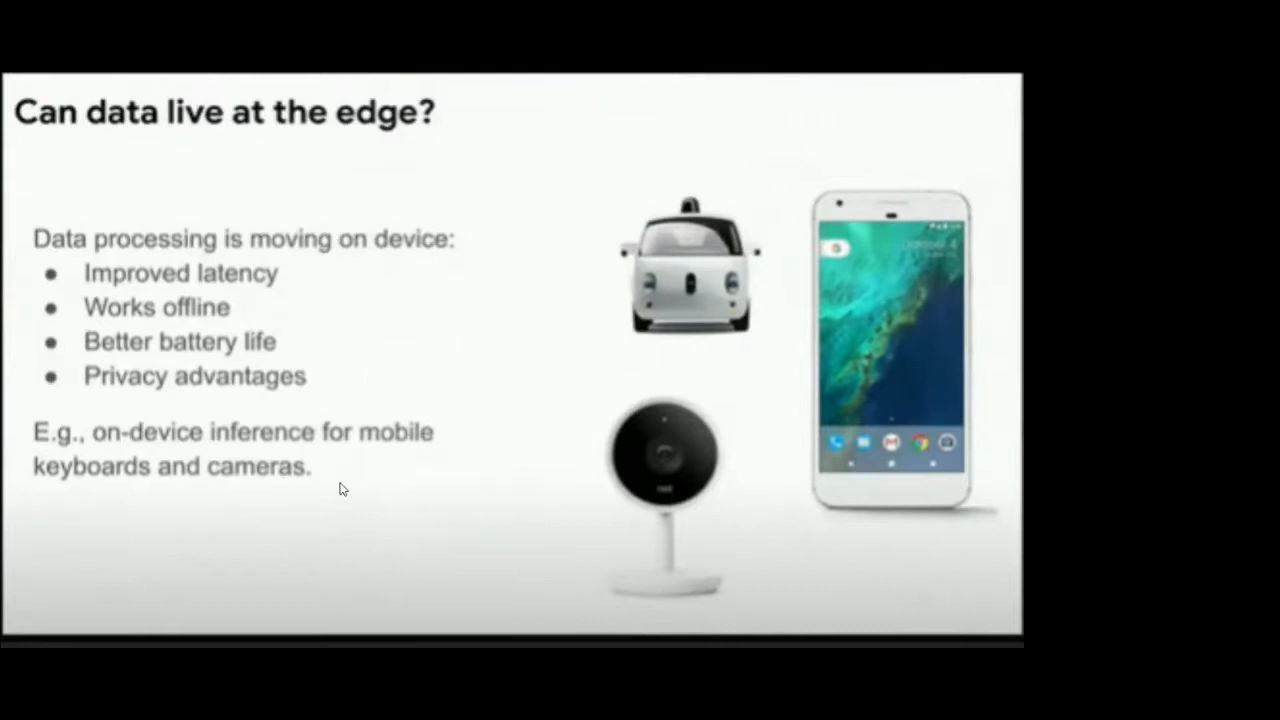 Can data live at the edge?
Data processing is moving on device:
● Improved latency
● Works offline
● Better battery life
● Privacy advantages
E.g., on-device inference for mobile
keyboards and cameras.